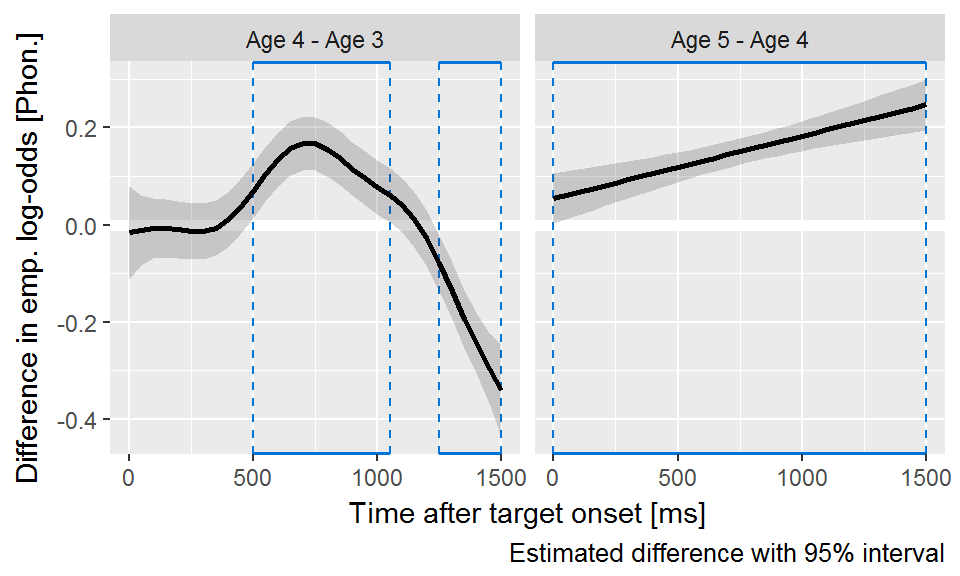 Age 4 - Age 3
Age 5 - Age 4
Difference in emp. log-odds [Phon.]
0.2
0.0
-0.2
-0.4
0 500 1000 1500
0 500 1000 1500
Time after target onset [ms]
Estimated difference with 95% interval